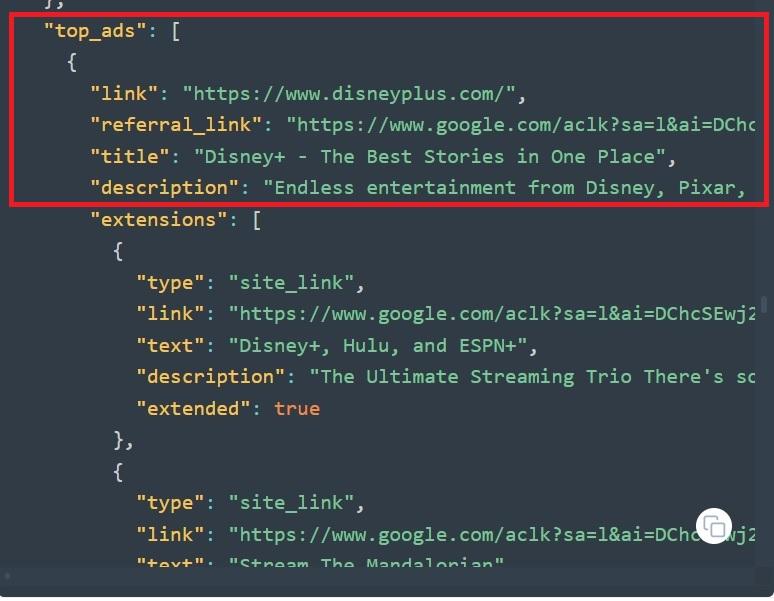 },
"top_ads": [
{
"link": "https://www.disneyplus.com/",
"referral_link": "https://www.google.com/aclk?sa=l&ai=DChc
"title": "Disney+ - The Best Stories in One Place",
"description": "Endless entertainment from Disney, Pixar,
"extensions": [
{
"type": "site_link",
"link": "https://www.google.com/aclk?sa=l&ai=DChcSEwj2
"text": "Disney+, Hulu, and ESPN+",
"description": "The Ultimate Streaming Trio There's sc
"extended": true
},
{
"type": "site_link",
"link": "https://www.google.com/aclk?sa=l&ai=DChc wj2
"text": "Stream The Mandalorian"